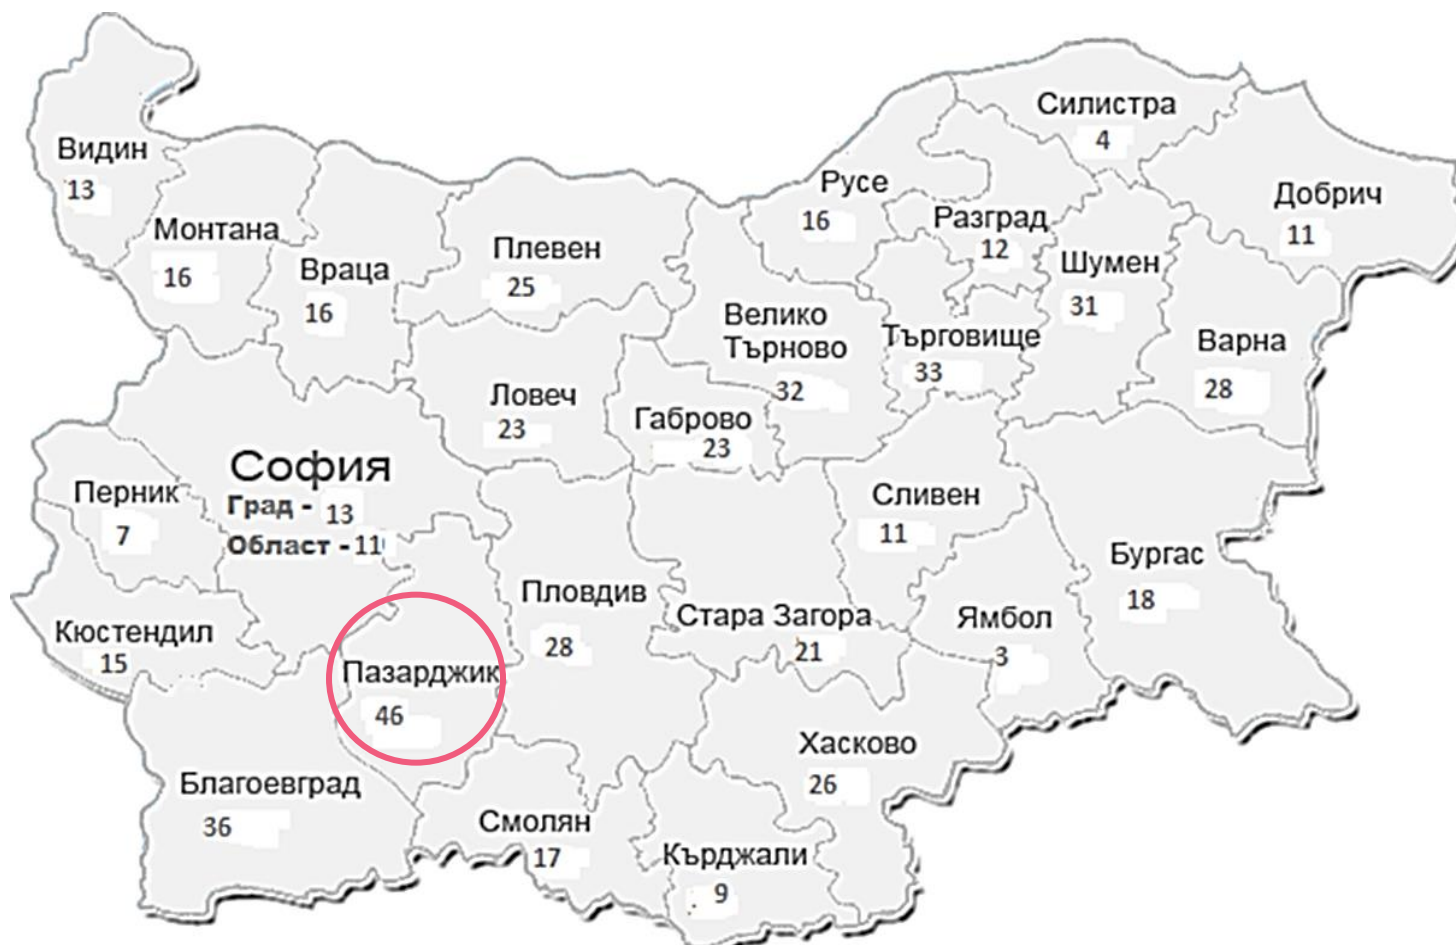 Силистра
4
Видин
13
Русе
16
Добрич
11
Разград
12
Монтана
16
Плевен
25
Враца
16
Шумен
31
Велико
Търново
32
Търговище
33
Варна
28
Ловеч
23
Габрово
23
София
Град - 13
Област - 11
Перник
7
Сливен
11
Бургас
18
Пловдив
28
Стара Загора
21
Ямбол
3
Кюстендил
15
Пазарджик
46
Хасково
26
Благоевград
36
Смолян
17
Кърджали
9